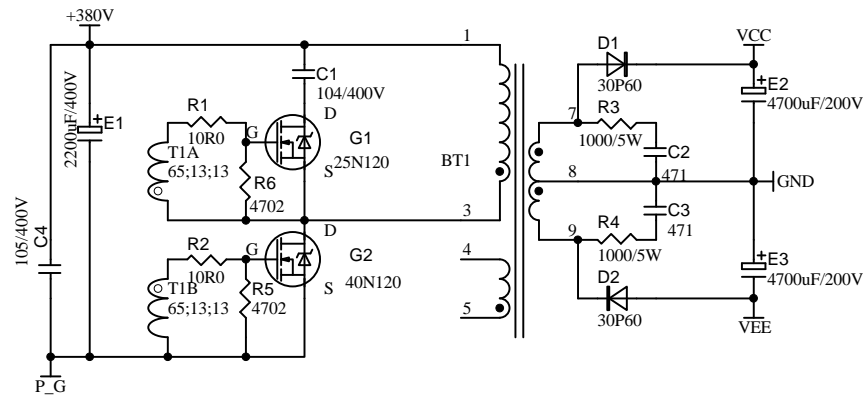 +380V
1
D1
VCC
30P60
E2
4700uF/200V
C1
104/400V
2200uF/400V
E1
R1
10R0
D
G
G1
25N120
S
T1A
65;13;13
R6
4702
BT1
7
R3
1000/5W
C2
471
8
GND
3
C3
471
9
R4
1000/5W
D2
30P60
E3
4700uF/200V
VEE
105/400V
C4
R2
10R0
D
G
G2
40N120
S
T1B
65;13;13
R5
4702
4
5
P_G